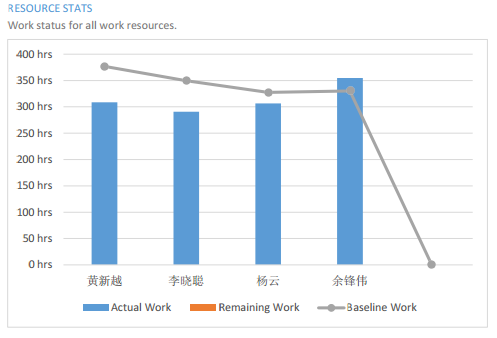 RESOURCE STATS
Work status for all work resources.
400 hrs
350 hrs
300 hrs
250 hrs
200 hrs
150 hrs
100 hrs
50 hrs
0 hrs
黄新越 李晓聪 杨云 余锋伟
Actual Work Remaining Work Baseline Work